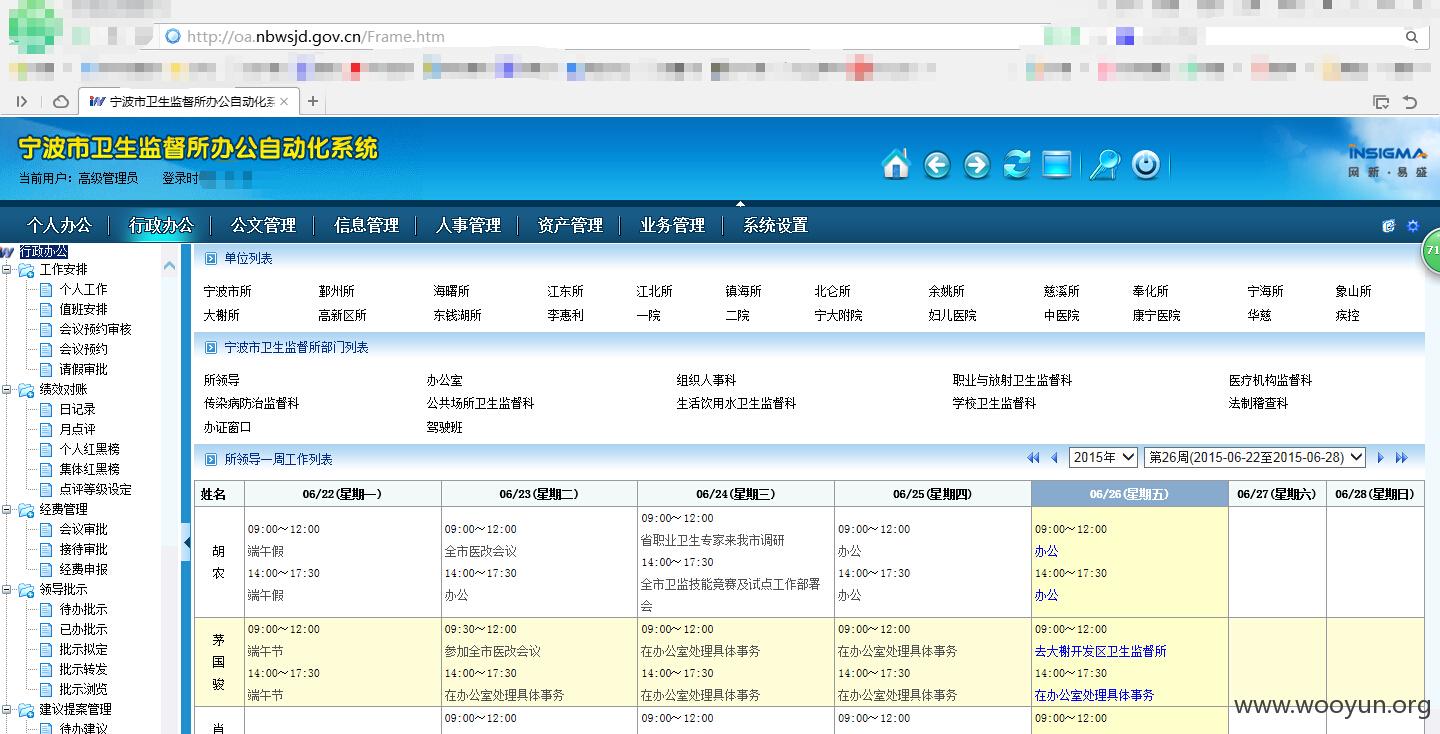 http://oa.nbwsjd.gov.cn/Frame.htm
宁波市卫生监督所办公自动化系
宁波市卫生监督所办公自动化系统
当前用户：高级管理员 登录时
INSIGMA
网新·易盛
个人办公 行政办公 公文管理 信息管理 人事管理 资产管理 业务管理 系统设置
71
行政办公
工作安排
个人工作
值班安排
会议预约审核
会议预约
请假审批
绩效对账
日记录
月点评
个人红黑榜
集体红黑榜
点评等级设定
经费管理
会议审批
接待审批
经费申报
领导批示
待办批示
已办批示
批示拟定
批示转发
批示浏览
建议提案管理
待办建议
单位列表
宁波市所 鄞州所 海曙所 江东所 江北所 镇海所 北仑所 余姚所 慈溪所 奉化所 宁海所 象山所
大榭所 高新区所 东钱湖所 李惠利 一院 二院 宁大附院 妇儿医院 中医院 康宁医院 华慈 疾控
宁波市卫生监督所部门列表
所领导 办公室 组织人事科 职业与放射卫生监督科 医疗机构监督科
传染病防治监督科 公共场所卫生监督科 生活饮用水卫生监督科 学校卫生监督科 法制稽查科
办证窗口 驾驶班
所领导一周工作列表 2015年 第26周(2015-06-22至2015-06-28)
姓名 06/22(星期一) 06/23(星期二) 06/24(星期三) 06/25(星期四) 06/26(星期五) 06/27(星期六) 06/28(星期日)
胡农
09:00～12:00
端午假
14:00～17:30
端午假
09:00～12:00
全市医改会议
14:00～17:30
办公
09:00～12:00
省职业卫生专家来我市调研
14:00～17:30
全市卫监技能竞赛及试点工作部署
会
09:00～12:00
办公
14:00～17:30
办公
09:00～12:00
办公
14:00～17:30
办公
茅国骏
09:00～12:00
端午节
14:00～17:30
端午节
09:30～12:00
参加全市医改会议
14:00～17:30
在办公室处理具体事务
09:00～12:00
在办公室处理具体事务
14:00～17:30
在办公室处理具体事务
09:00～12:00
在办公室处理具体事务
14:00～17:30
在办公室处理具体事务
09:00～12:00
去大榭开发区卫生监督所
14:00～17:30
在办公室处理具体事务
肖
09:00～12:00
09:00～12:00
09:00～12:00
09:00～12:00
www.wooyun.org